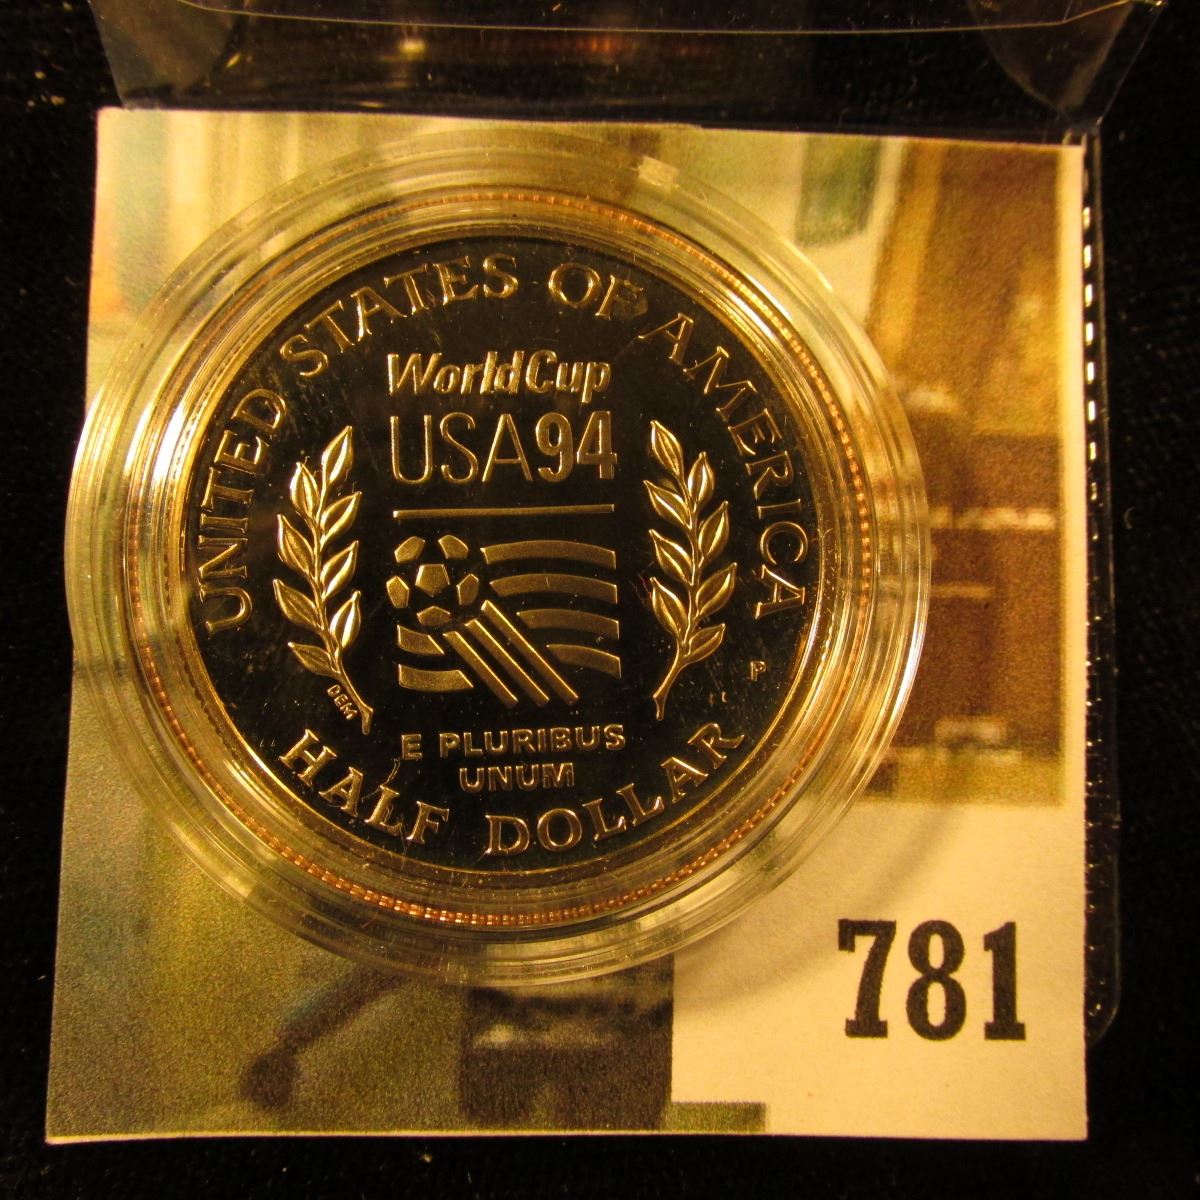 UNITED STATES OF AMERICA
WorldCup
USA94
DEM
P
E PLURIBUS
UNUM
HALF DOLLAR
781